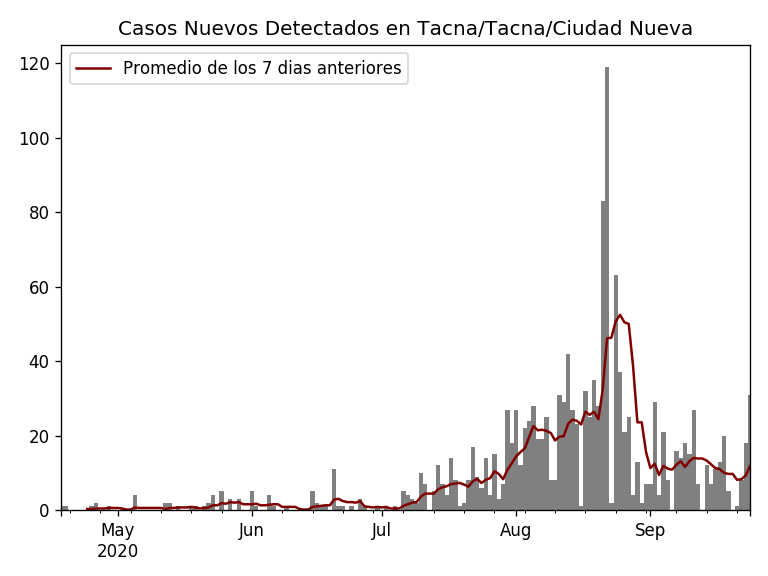 Casos Nuevos Detectados en Tacna/Tacna/Ciudad Nueva
Promedio de los 7 dias anteriores
120
100
80
60
40
20
0
May Jun Jul Aug Sep
2020